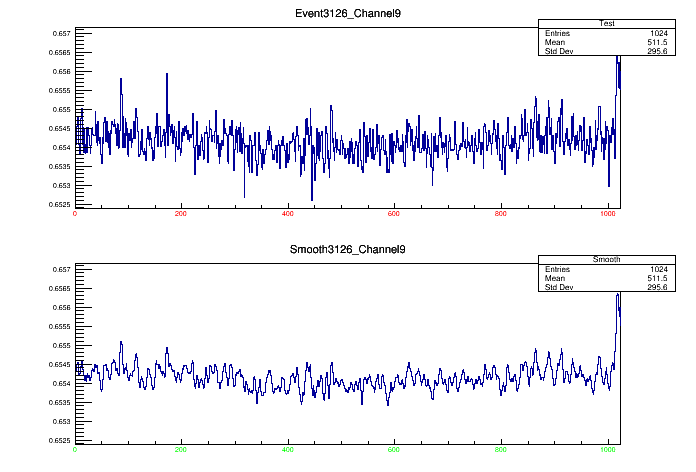 Event3126_Channel9
Test
Entries 1024
Mean 511.5
Std Dev 295.6
0.657
0.6565
0.656
0.6555
0.655
0.6545
0.654
0.6535
0.653
0.6525
0 200 400 600 800 1000
Smooth3126_Channel9
Smooth
Entries 1024
Mean 511.5
Std Dev 295.6
0.657
0.6565
0.656
0.6555
0.655
0.6545
0.654
0.6535
0.653
0.6525
0 200 400 600 800 1000